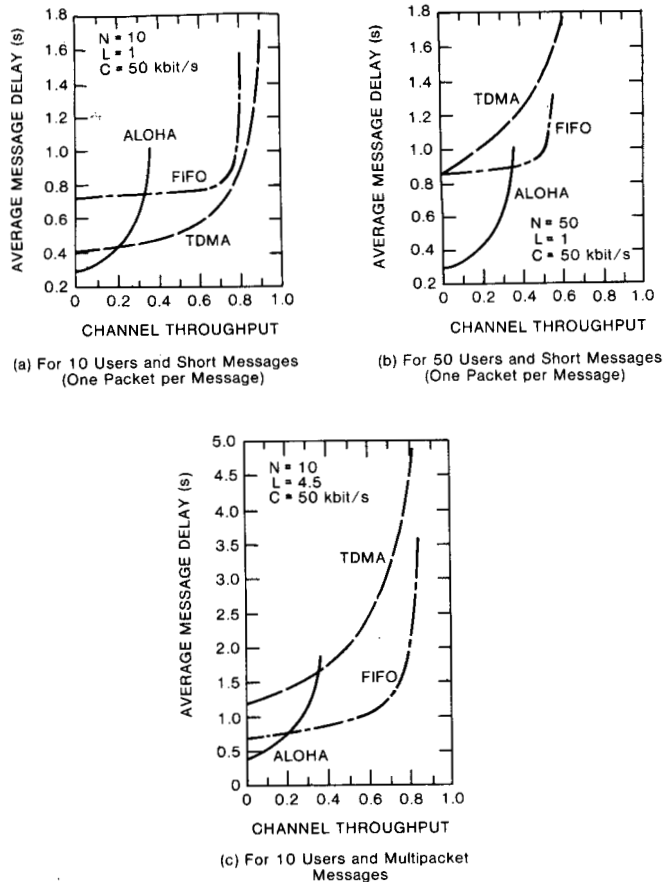 AVERAGE MESSAGE DELAY (s)
1.8
1.6
1.4
1.2
1.0
0.8
0.6
0.4
0.2
N = 10
L = 1
C = 50 kbit/s
ALOHA
FIFO
TDMA
0 0.2 0.4 0.6 0.8 1.0
CHANNEL THROUGHPUT
(a) For 10 Users and Short Messages
(One Packet per Message)
AVERAGE MESSAGE DELAY (s)
1.8
1.6
1.4
1.2
1.0
0.8
0.6
0.4
0.2
TDMA
FIFO
ALOHA
N = 50
L = 1
C = 50 kbit/s
0 0.2 0.4 0.6 0.8 1.0
CHANNEL THROUGHPUT
(b) For 50 Users and Short Messages
(One Packet per Message)
AVERAGE MESSAGE DELAY (s)
5.0
4.5
4.0
3.5
3.0
2.5
2.0
1.5
1.0
0.5
0
N = 10
L = 4.5
C = 50 kbit/s
TDMA
FIFO
ALOHA
0 0.2 0.4 0.6 0.8 1.0
CHANNEL THROUGHPUT
(c) For 10 Users and Multipacket
Messages